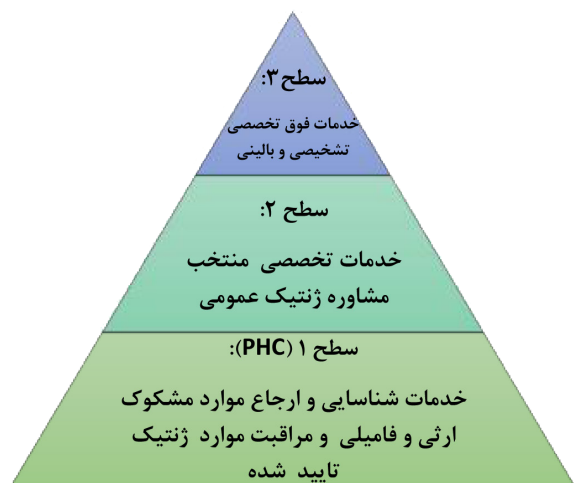 سطح ۳:
خدمات فوق تخصصی
تشخیصی و بالینی
سطح ۲:
خدمات تخصصی منتخب
مشاوره ژنتیک عمومی
سطح ۱ (PHC):
خدمات شناسایی و ارجاع موارد مشکوک
ارثی و فامیلی و مراقبت موارد ژنتیک
تایید شده